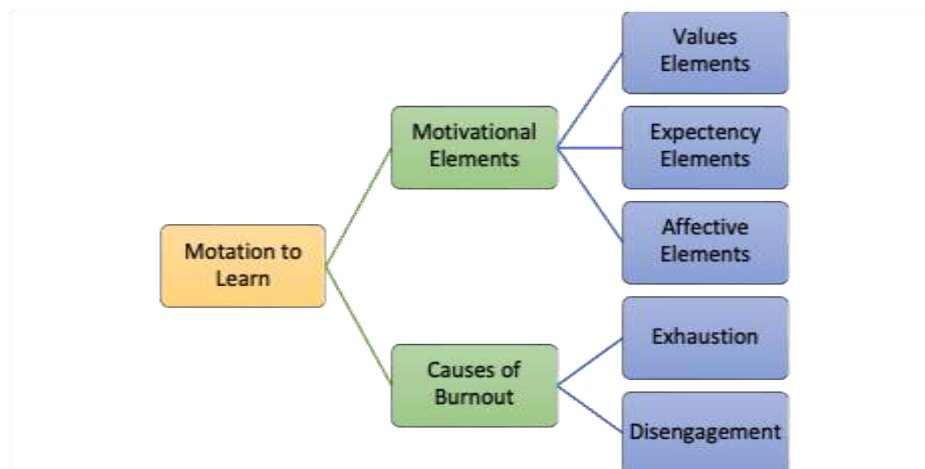 Values
Elements
Motivational
Elements
Expectency
Elements
Affective
Elements
Motation to
Learn
Exhaustion
Causes of
Burnout
Disengagement